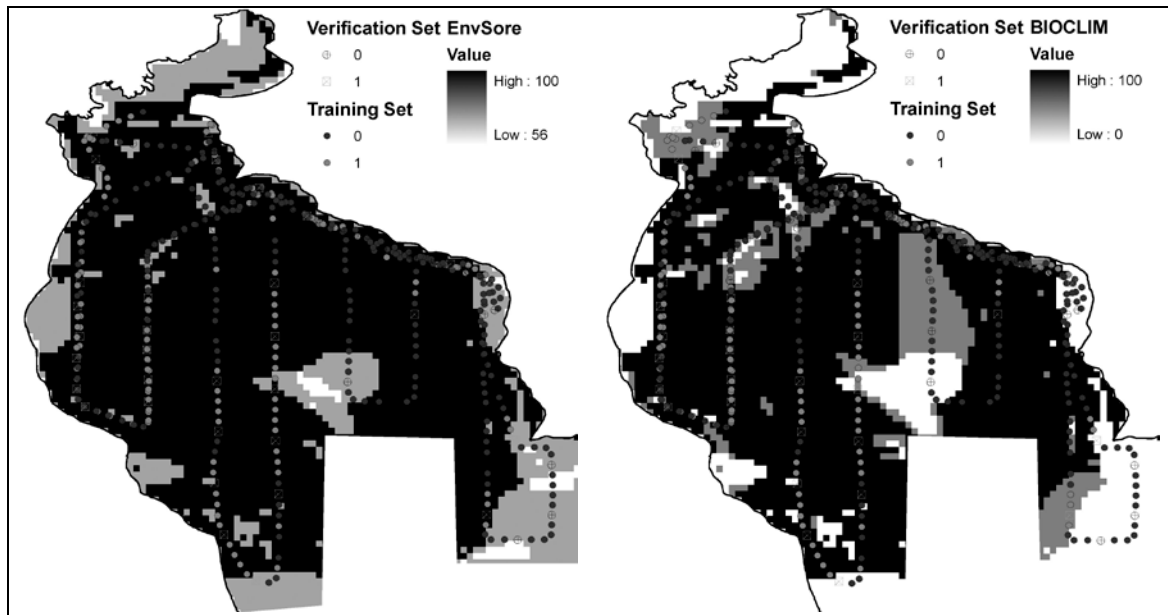 Verification Set EnvSore
0
1
Value
High : 100
Low : 56
Training Set
0
1
Verification Set BIOCLIM
0
1
Value
High : 100
Low : 0
Training Set
0
1